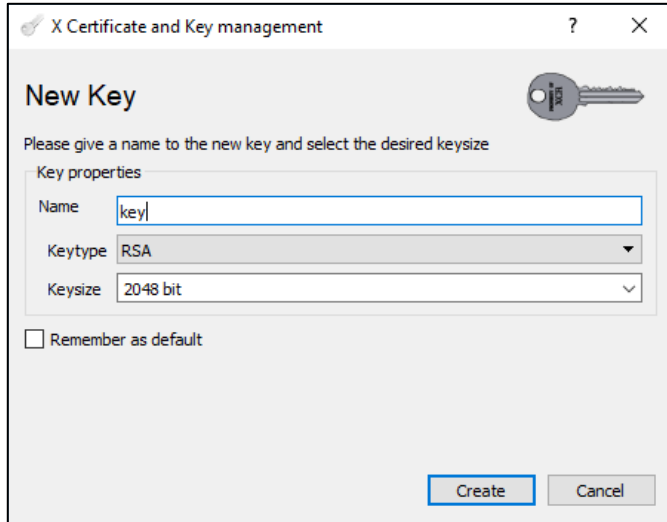 X Certificate and Key management ? X
New Key
Please give a name to the new key and select the desired keysize
Key properties
Name key
Keytype RSA
Keysize 2048 bit
Remember as default
Create Cancel